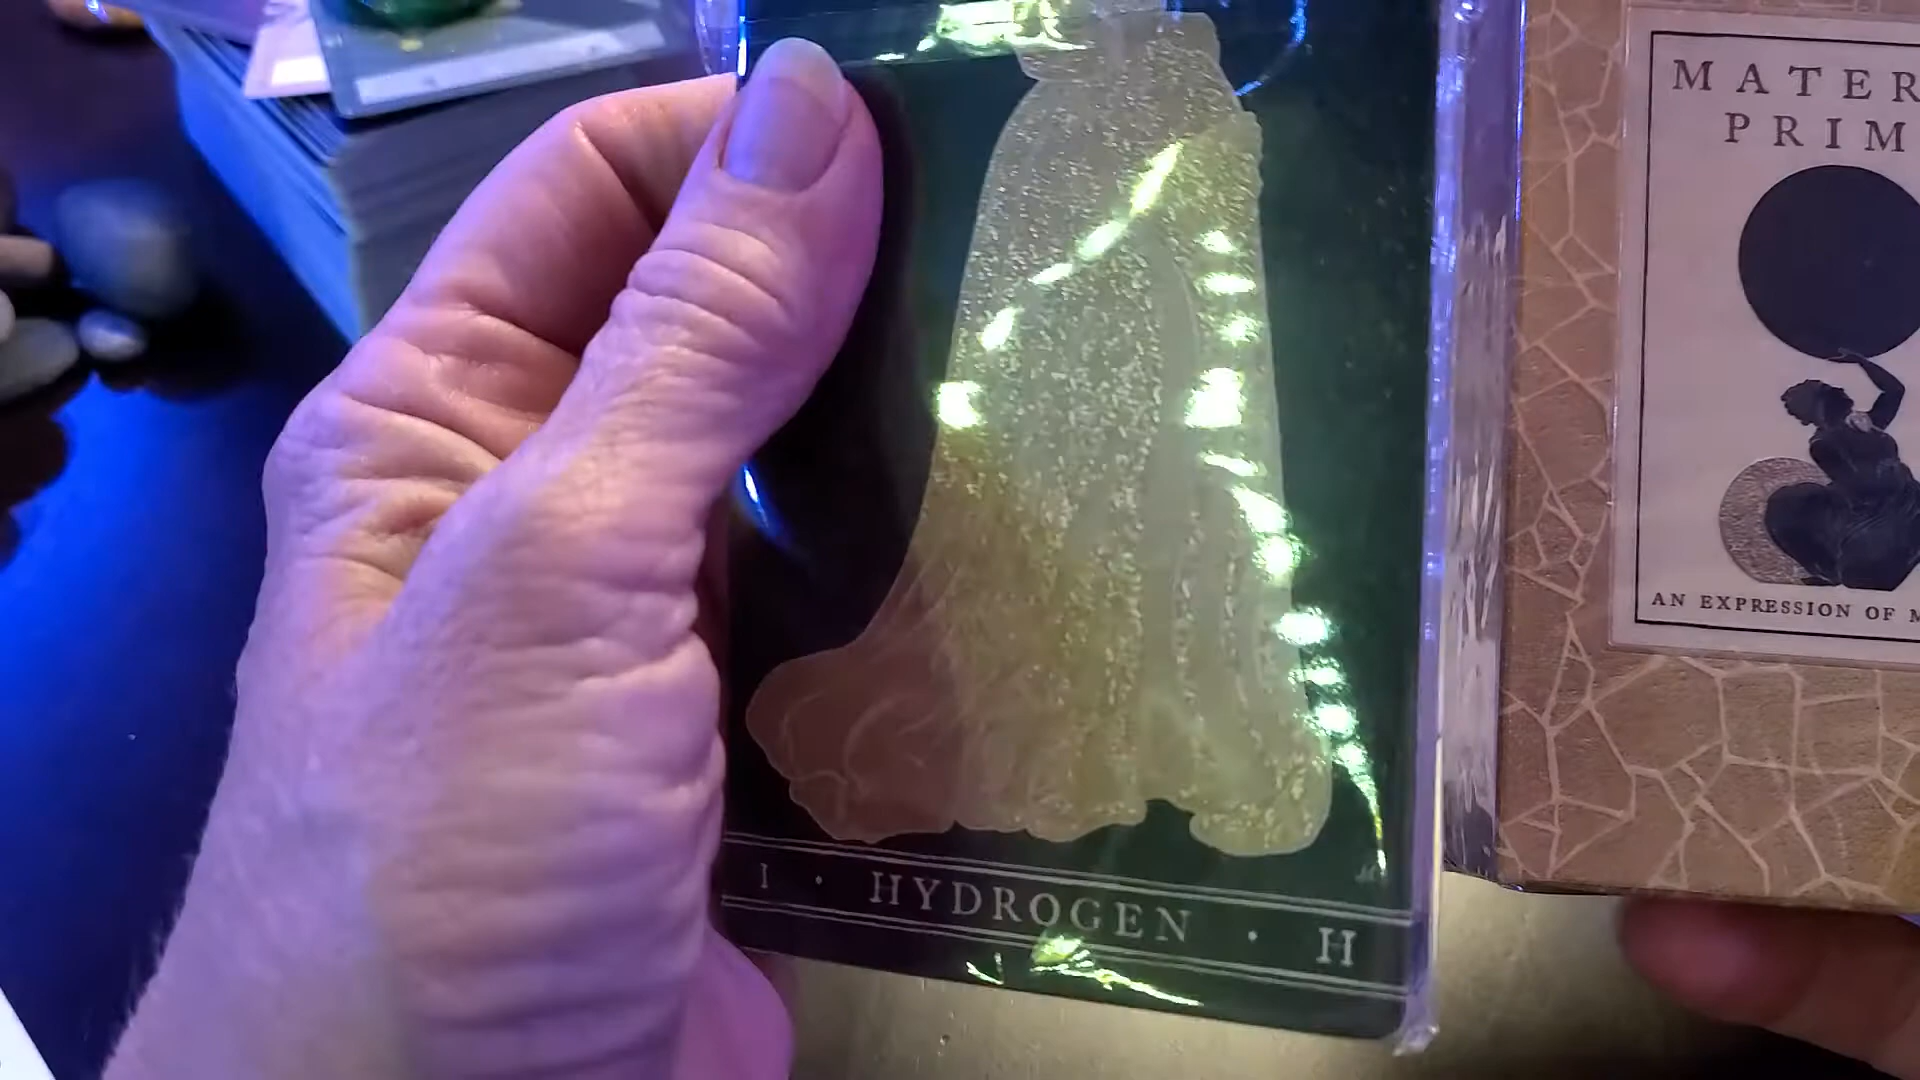 I · HYDROGEN · H
MATER
PRIM
AN EXPRESSION OF M